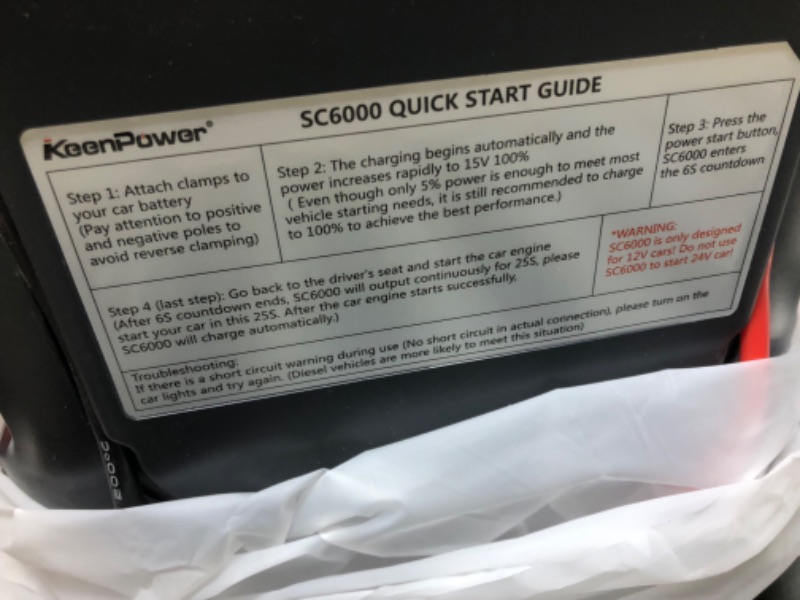 KeenPower®
SC6000 QUICK START GUIDE
Step 1: Attach clamps to
your car battery
(Pay attention to positive
and negative poles to
avoid reverse clamping)
Step 2: The charging begins automatically and the
power increases rapidly to 15V 100%
( Even though only 5% power is enough to meet most
vehicle starting needs, it is still recommended to charge
to 100% to achieve the best performance.)
Step 3: Press the
power start button,
SC6000 enters
the 6S countdown
Step 4 (last step): Go back to the driver's seat and start the car engine
(After 6S countdown ends, SC6000 will output continuously for 25S, please
start your car in this 25S. After the car engine starts successfully,
SC6000 will charge automatically.)
*WARNING:
SC6000 is only designed
for 12V cars! Do not use
SC6000 to start 24V car!
Troubleshooting:
If there is a short circuit warning during use (No short circuit in actual connection), please turn on the
car lights and try again. (Diesel vehicles are more likely to meet this situation)